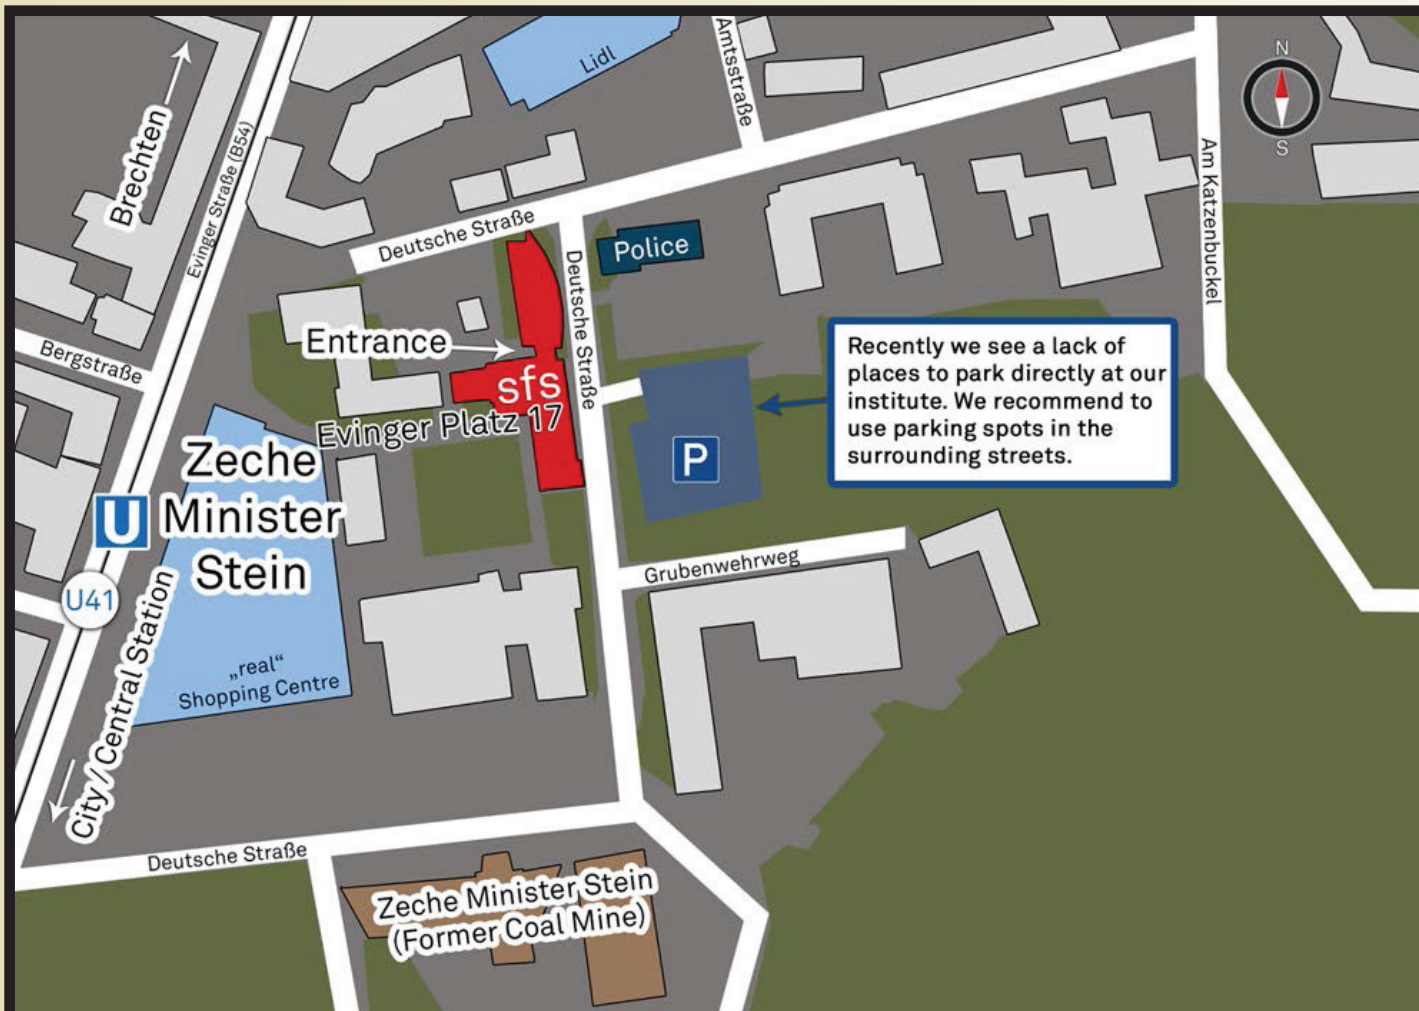 Lidl
Amtsstraße
N
S
Brechten
Evinger Straße (B54)
Deutsche Straße
Police
Deutsche Straße
Am Katzenbuckel
Bergstraße
Entrance
sfs
Evinger Platz 17
Recently we see a lack of
places to park directly at our
institute. We recommend to
use parking spots in the
surrounding streets.
P
U
Zeche
Minister
Stein
U41
City/Central Station
„real“
Shopping Centre
Grubenwehrweg
Deutsche Straße
Zeche Minister Stein
(Former Coal Mine)